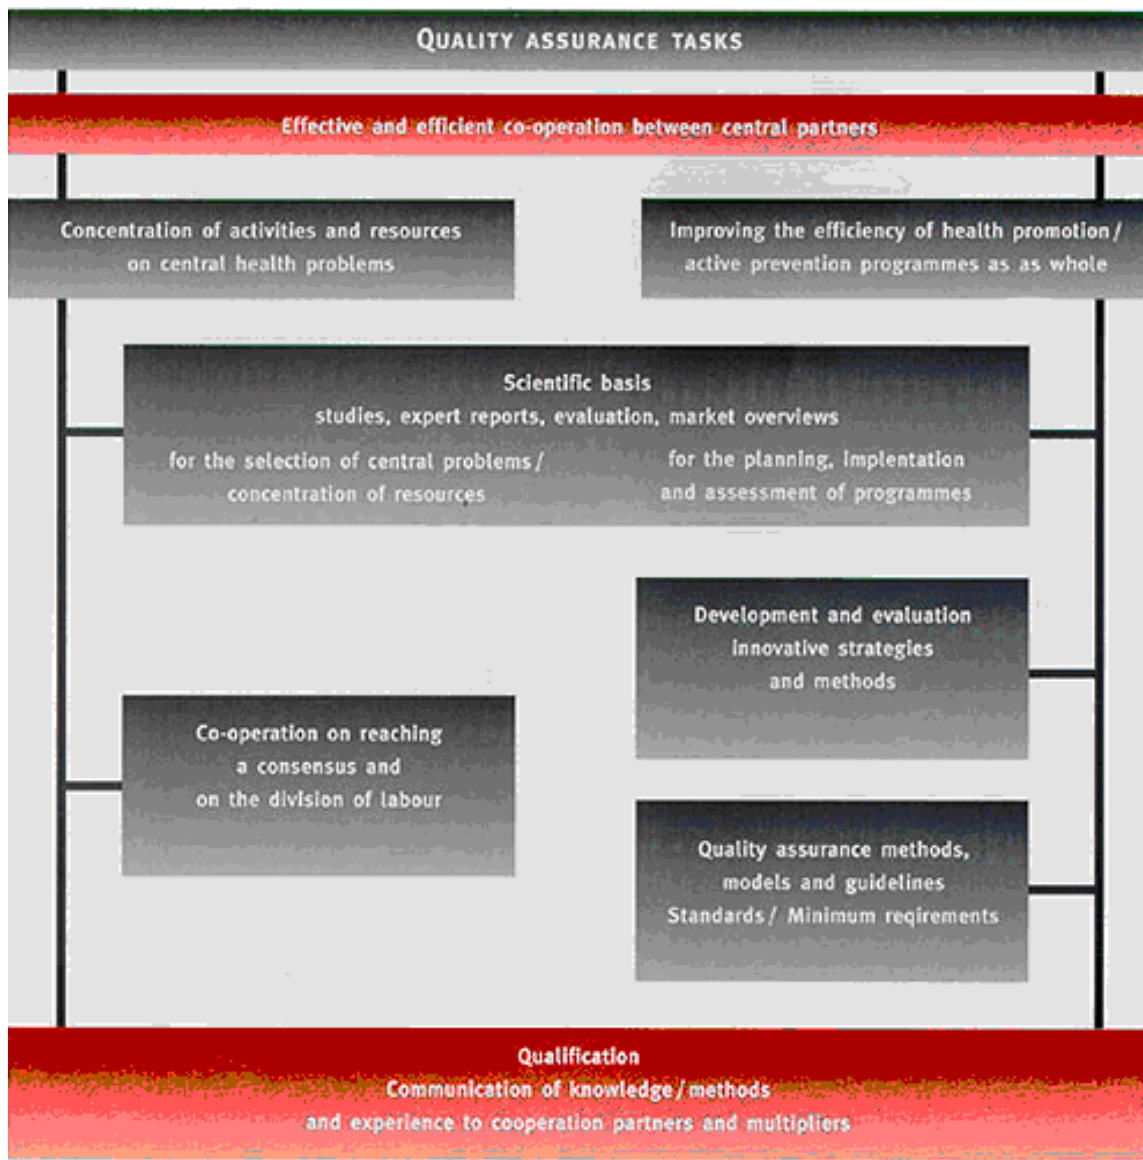 QUALITY ASSURANCE TASKS
Effective and efficient co-operation between central partners
Concentration of activities and resources
on central health problems
Improving the efficiency of health promotion /
active prevention programmes as as whole
Scientific basis
studies, expert reports, evaluation, market overviews
for the selection of central problems /
concentration of resources
for the planning, implentation
and assessment of programmes
Development and evaluation
innovative strategies
and methods
Co-operation on reaching
a consensus and
on the division of labour
Quality assurance methods,
models and guidelines
Standards / Minimum reqirements
Qualification
Communication of knowledge / methods
and experience to cooperation partners and multipliers